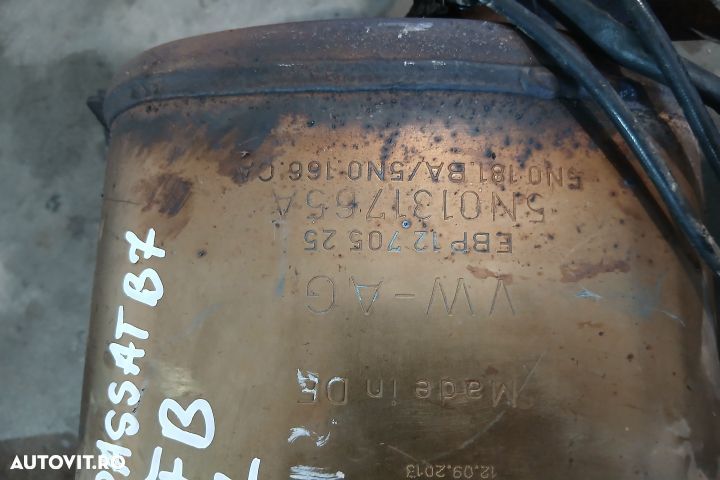 5N0.181.BA/5N0.166.CA
5N0131765A
EBP 12 705 25
VW-AG
Made in DE
12.09.2013
PASSAT B7
AUTOVIT.RO